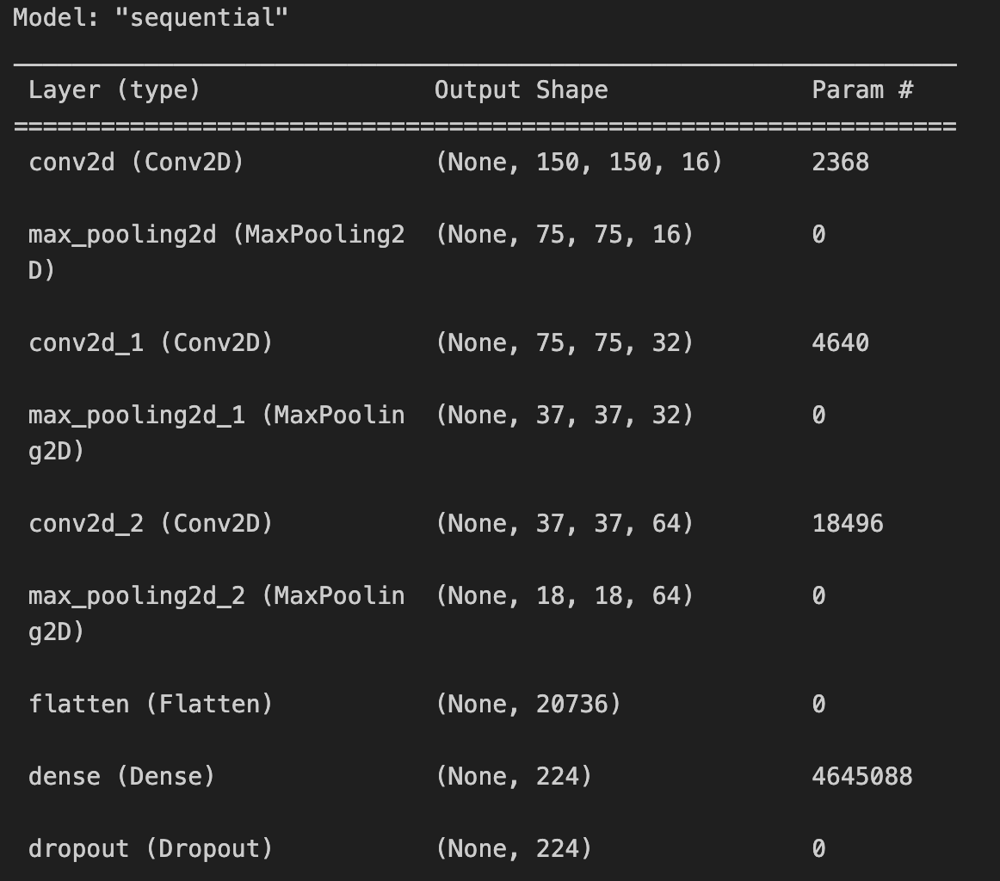 Model: "sequential"
_________________________________________________________________
Layer (type)                Output Shape              Param #
=================================================================
conv2d (Conv2D)             (None, 150, 150, 16)      2368
max_pooling2d (MaxPooling2  (None, 75, 75, 16)        0
D)
conv2d_1 (Conv2D)           (None, 75, 75, 32)        4640
max_pooling2d_1 (MaxPoolin  (None, 37, 37, 32)        0
g2D)
conv2d_2 (Conv2D)           (None, 37, 37, 64)        18496
max_pooling2d_2 (MaxPoolin  (None, 18, 18, 64)        0
g2D)
flatten (Flatten)           (None, 20736)             0
dense (Dense)               (None, 224)               4645088
dropout (Dropout)           (None, 224)               0